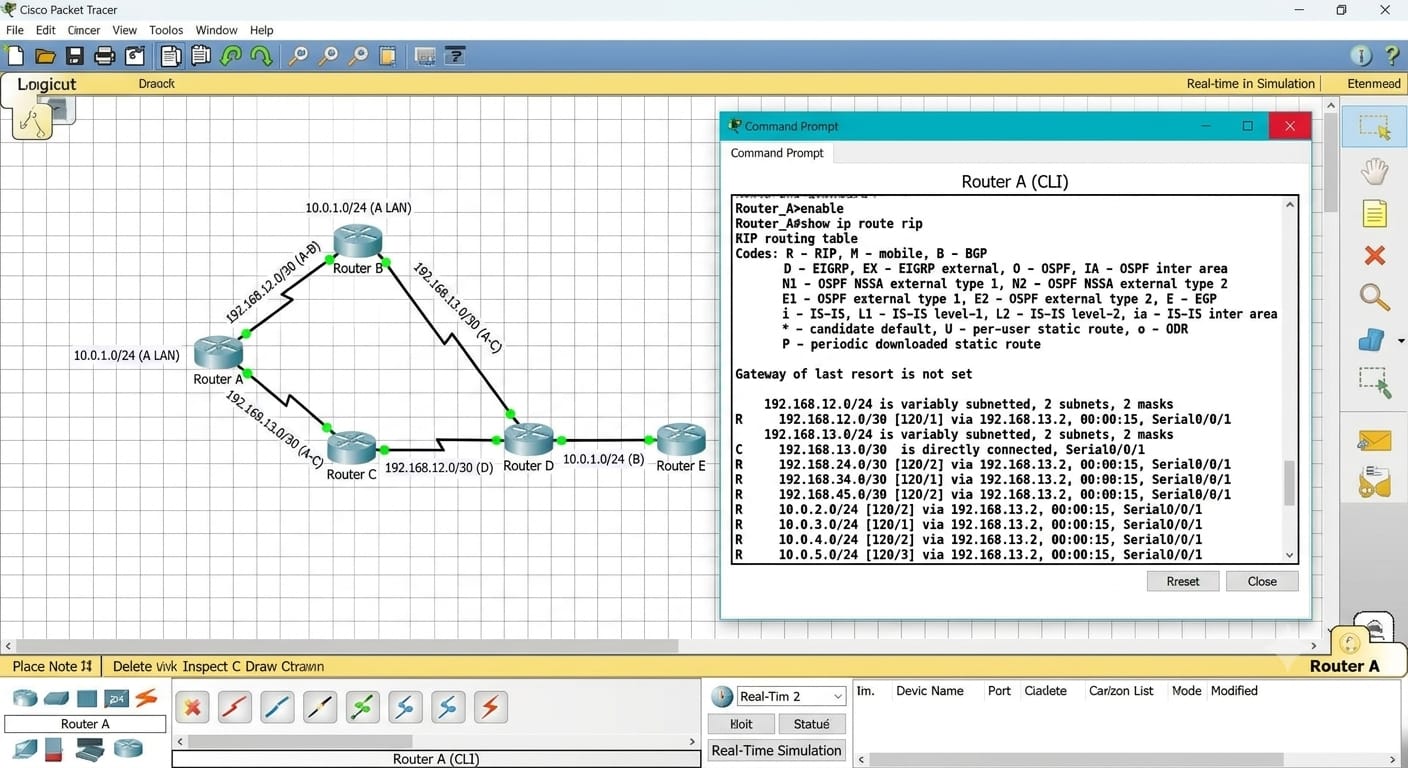 Cisco Packet Tracer
File Edit Cimcer View Toolos Window Help
Logicut Draock Real-time in Simulation Etenmead
10.0.1.0/24 (A LAN)
Router B
192.168.12.0/30 (A-B)
192.168.13.0/30 (A-C)
10.0.1.0/24 (A LAN)
Router A
192.169.13.0/30 (A-C)
Router C
192.168.12.0/30 (D)
Router D
10.0.1.0/24 (B)
Router E
Command Prompt
Command Prompt
Router A (CLI)
Router_A>enable
Router_A#show ip route rip
KIP routing table
Codes: R - RIP, M - mobile, B - BGP
D - EIGRP, EX - EIGRP external, O - OSPF, IA - OSPF inter area
N1 - OSPF NSSA external type 1, N2 - OSPF NSSA external type 2
E1 - OSPF external type 1, E2 - OSPF external type 2, E - EGP
i - IS-IS, L1 - IS-IS level-1, L2 - IS-IS level-2, ia - IS-IS inter area
* - candidate default, U - per-user static route, o - ODR
P - periodic downloaded static route
Gateway of last resort is not set
192.168.12.0/24 is variably subnetted, 2 subnets, 2 masks
R 192.168.12.0/30 [120/1] via 192.168.13.2, 00:00:15, Serial0/0/1
192.168.13.0/24 is variably subnetted, 2 subnets, 2 masks
C 192.168.13.0/30 is directly connected, Serial0/0/1
R 192.168.24.0/30 [120/2] via 192.168.13.2, 00:00:15, Serial0/0/1
R 192.168.34.0/30 [120/1] via 192.168.13.2, 00:00:15, Serial0/0/1
R 192.168.45.0/30 [120/2] via 192.168.13.2, 00:00:15, Serial0/0/1
R 10.0.2.0/24 [120/2] via 192.168.13.2, 00:00:15, Serial0/0/1
R 10.0.3.0/24 [120/1] via 192.168.13.2, 00:00:15, Serial0/0/1
R 10.0.4.0/24 [120/2] via 192.168.13.2, 00:00:15, Serial0/0/1
R 10.0.5.0/24 [120/3] via 192.168.13.2, 00:00:15, Serial0/0/1
Rreset Close
Place Note Delete Inspect C Draw
Router A
Router A
Router A (CLI)
Real-Tim 2
Kloit Statué
Real-Time Simulation
Im. Devic Name Port Ciaclete Car/zon List Mode Modified